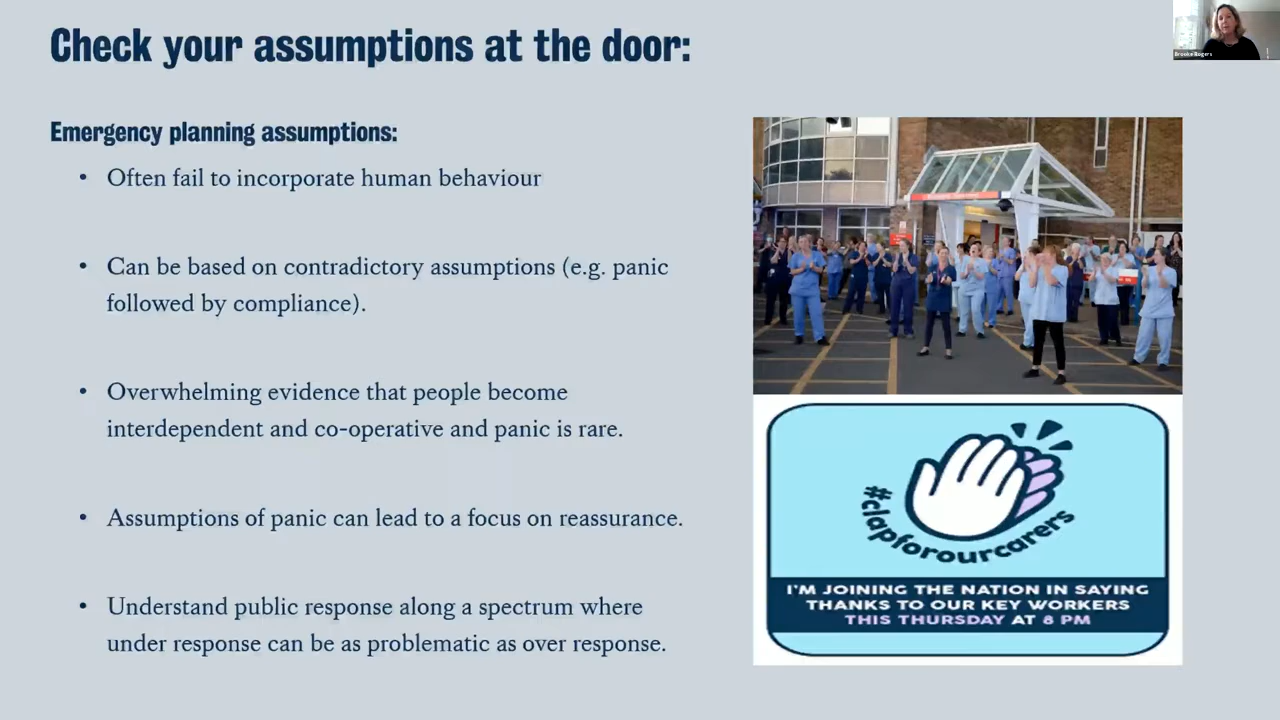 Check your assumptions at the door:
Brooke Rogers
Emergency planning assumptions:
• Often fail to incorporate human behaviour
• Can be based on contradictory assumptions (e.g. panic
followed by compliance).
• Overwhelming evidence that people become
interdependent and co-operative and panic is rare.
• Assumptions of panic can lead to a focus on reassurance.
• Understand public response along a spectrum where
under response can be as problematic as over response.
#clapforourcarers
I'M JOINING THE NATION IN SAYING
THANKS TO OUR KEY WORKERS
THIS THURSDAY AT 8 PM